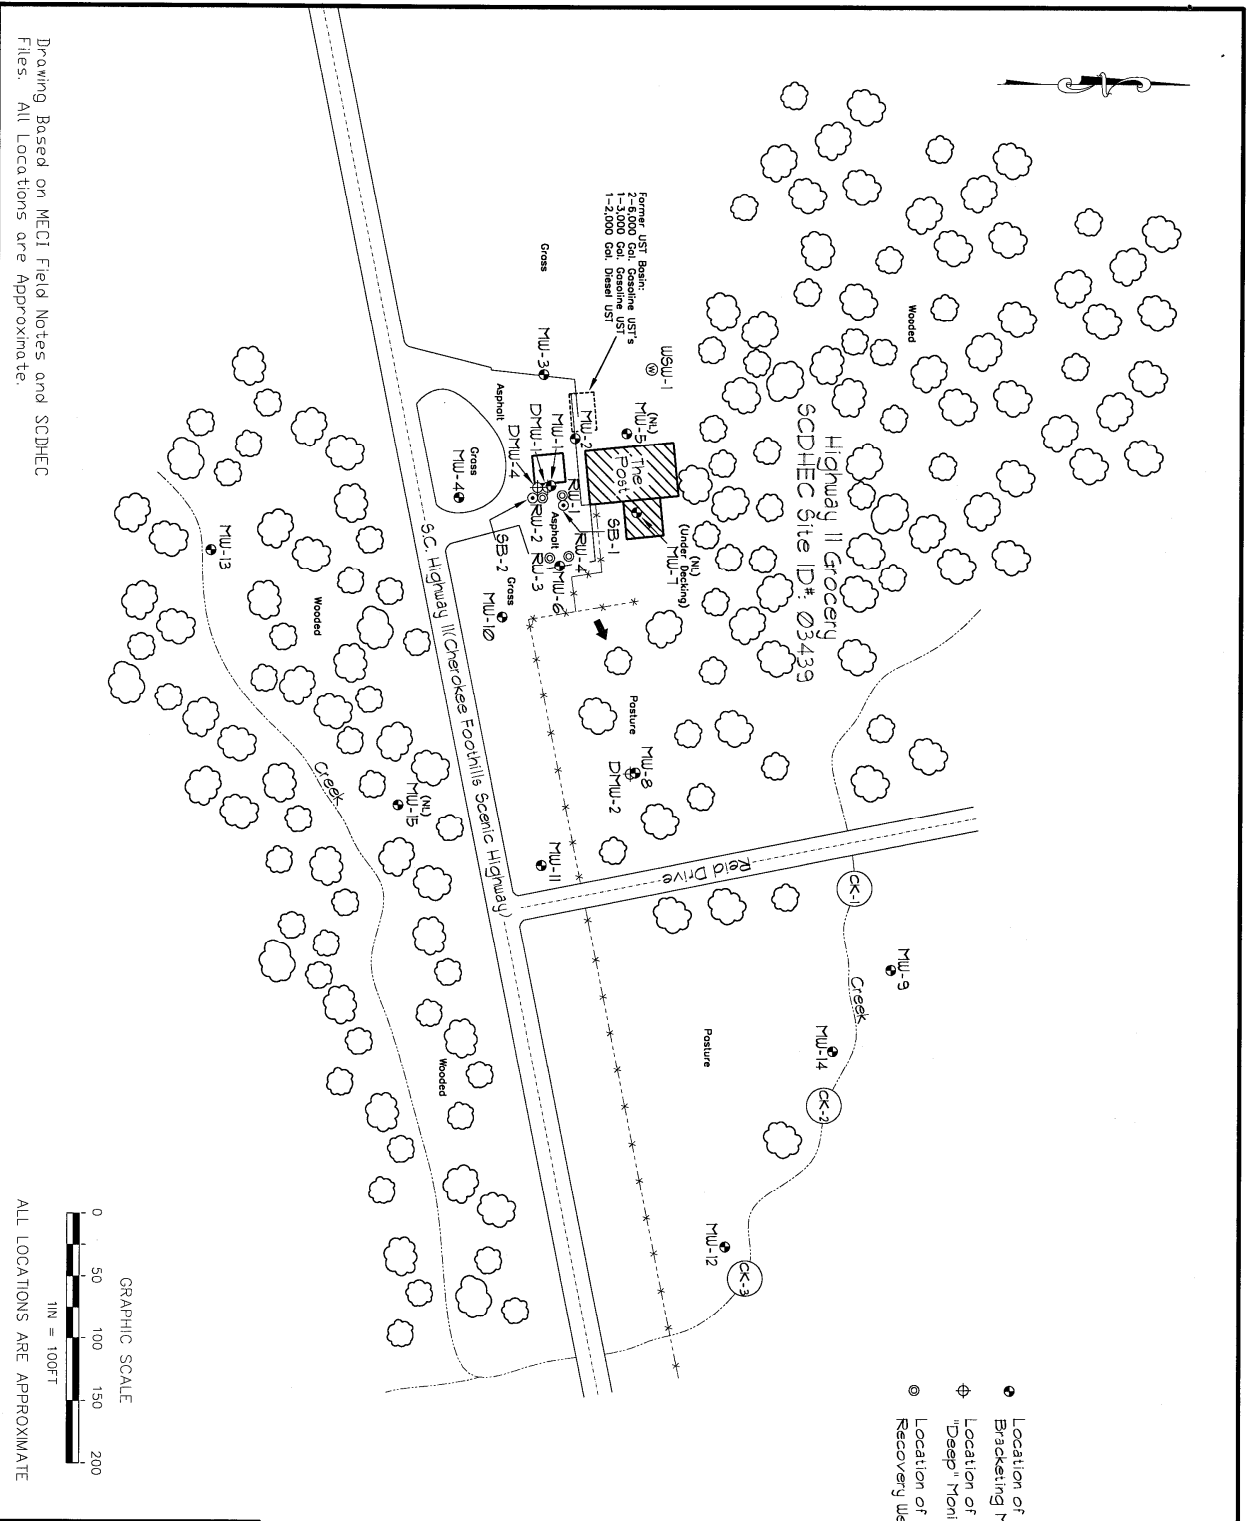 Highway 11 Grocery
SCDHEC Site ID#: 03439
Wooded
Former UST Basin:
2-6,000 Gal. Gasoline UST's
1-3,000 Gal. Gasoline UST
1-2,000 Gal. Diesel UST
Grass
WSW-1
W
(NL)
MW-5
The
Post
(NL)
MW-7
(Under Decking)
MW-3
MW-2
MW-1
DMW-1
DMW-4
Asphalt
RW-1
RW-2
SB-1
RW-4
Asphalt
RW-3
SB-2
MW-6
Grass
MW-4
Grass
MW-10
Pasture
MW-8
DMW-2
MW-11
Reid Drive
CK-1
Creek
MW-9
MW-14
CK-2
Pasture
MW-12
CK-3
S.C. Highway 11(Cherokee Foothills Scenic Highway)
MW-13
Wooded
Creek
(NL)
MW-15
Wooded
Location of
Bracketing
Location of
"Deep"
Location of
Recovery
Drawing Based on MECI Field Notes and SCDHEC
Files. All Locations are Approximate.
GRAPHIC SCALE
0 50 100 150 200
1IN = 100FT
ALL LOCATIONS ARE APPROXIMATE